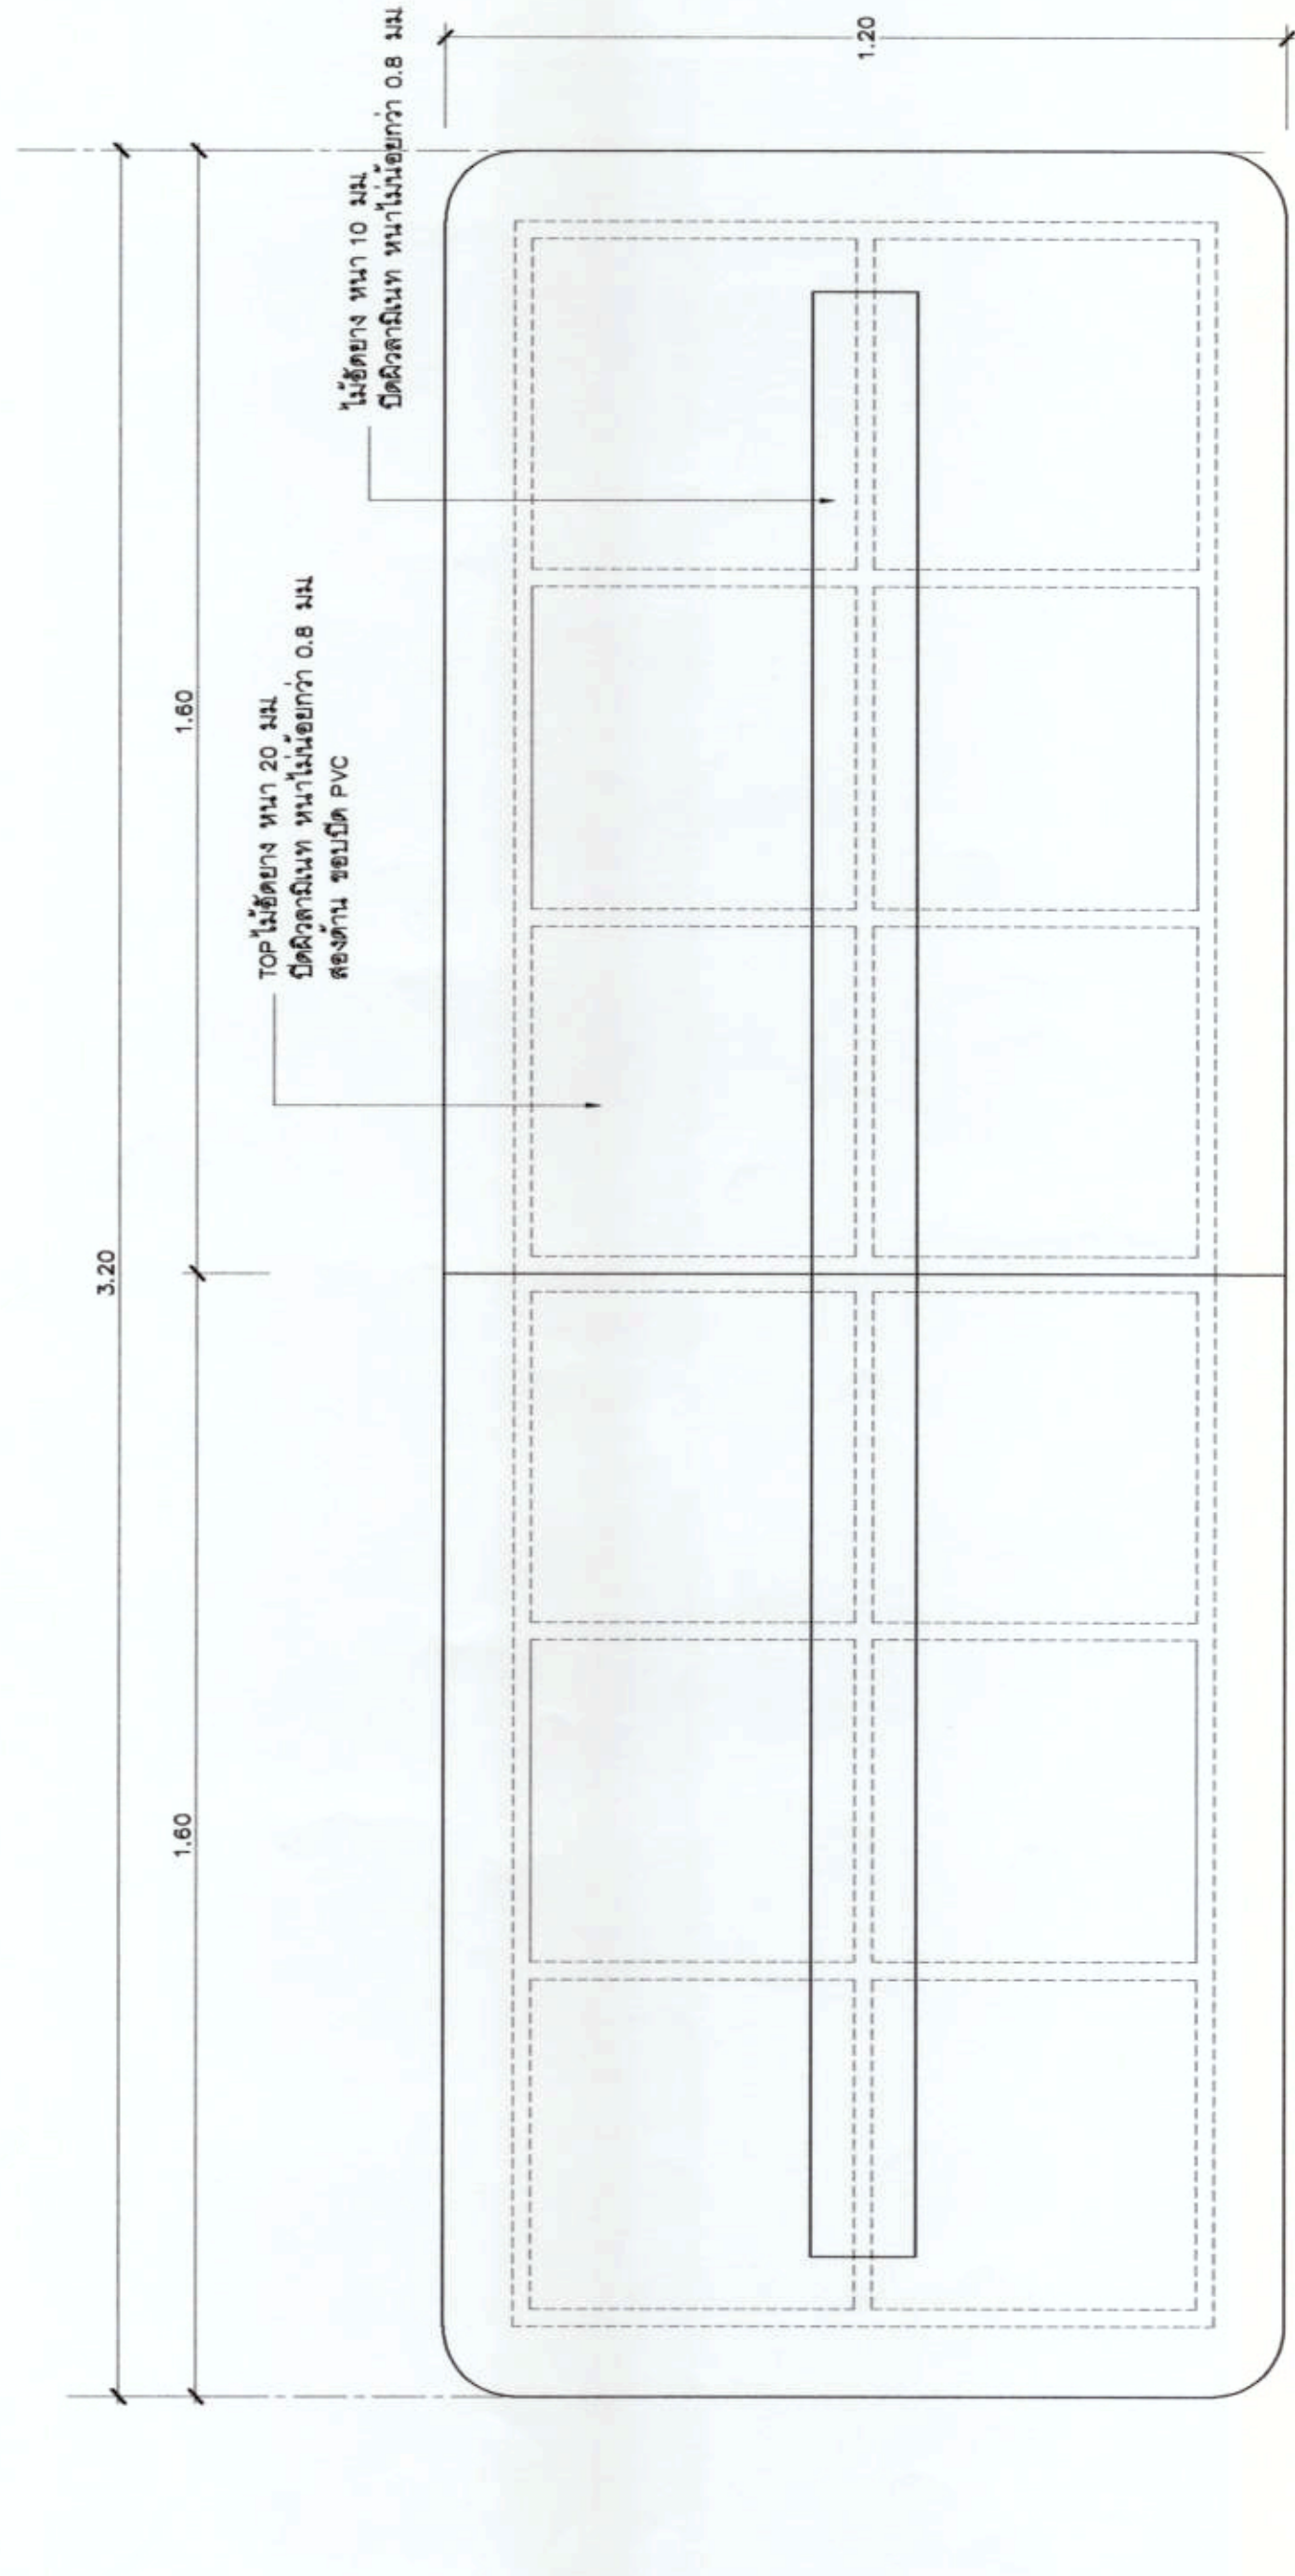 3.20
1.60
1.60
TOP ไม้อัดยาง หนา 20 มม.
ปิดผิวลามิเนท หนาไม่น้อยกว่า 0.8 มม.
สองด้าน ขอบปิด PVC
ไม้อัดยาง หนา 10 มม.
ปิดผิวลามิเนท หนาไม่น้อยกว่า 0.8 มม.
1.20